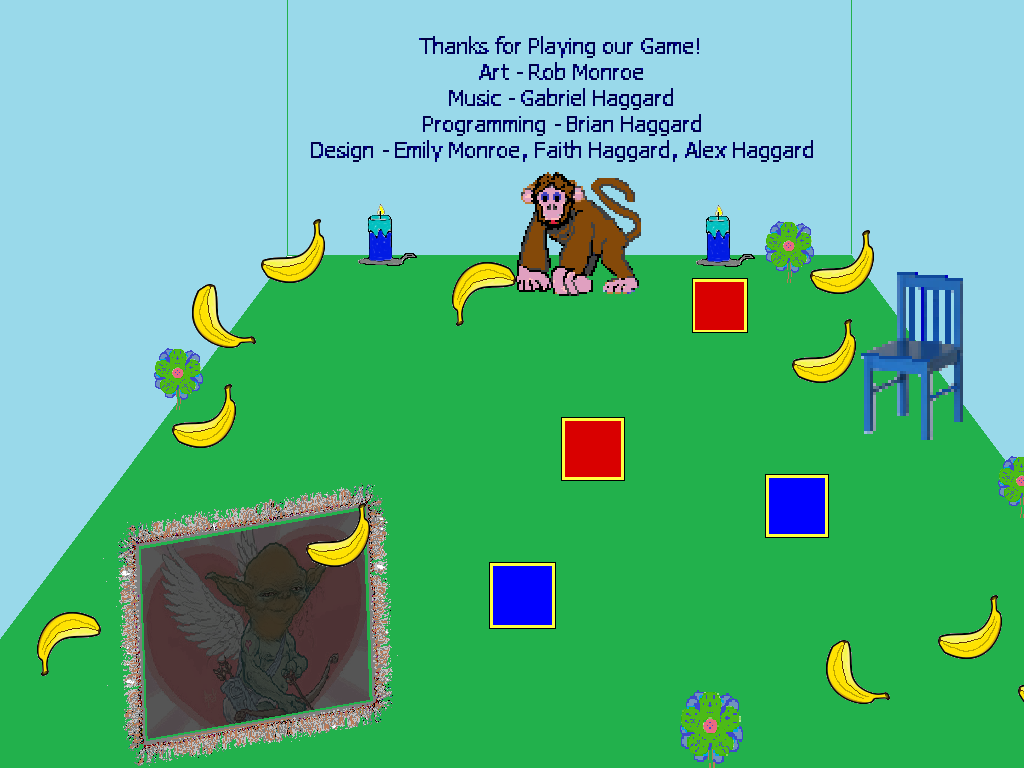 Thanks for Playing our Game!
Art - Rob Monroe
Music - Gabriel Haggard
Programming - Brian Haggard
Design - Emily Monroe, Faith Haggard, Alex Haggard